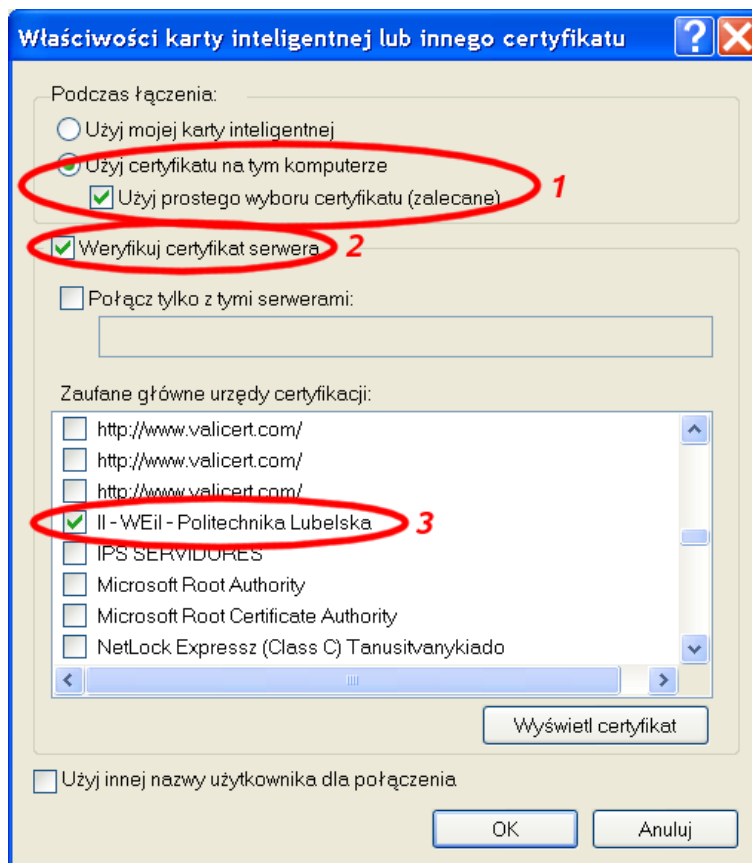 Właściwości karty inteligentnej lub innego certyfikatu
Podczas łączenia:
Użyj mojej karty inteligentnej
Użyj certyfikatu na tym komputerze
Użyj prostego wyboru certyfikatu (zalecane)
1
Weryfikuj certyfikat serwera
2
Połącz tylko z tymi serwerami:
Zaufane główne urzędy certyfikacji:
http://www.valicert.com/
http://www.valicert.com/
http://www.valicert.com/
II - WEiI - Politechnika Lubelska
3
IPS SERVIDORES
Microsoft Root Authority
Microsoft Root Certificate Authority
NetLock Expressz (Class C) Tanusitvanykiado
Wyświetl certyfikat
Użyj innej nazwy użytkownika dla połączenia
OK
Anuluj